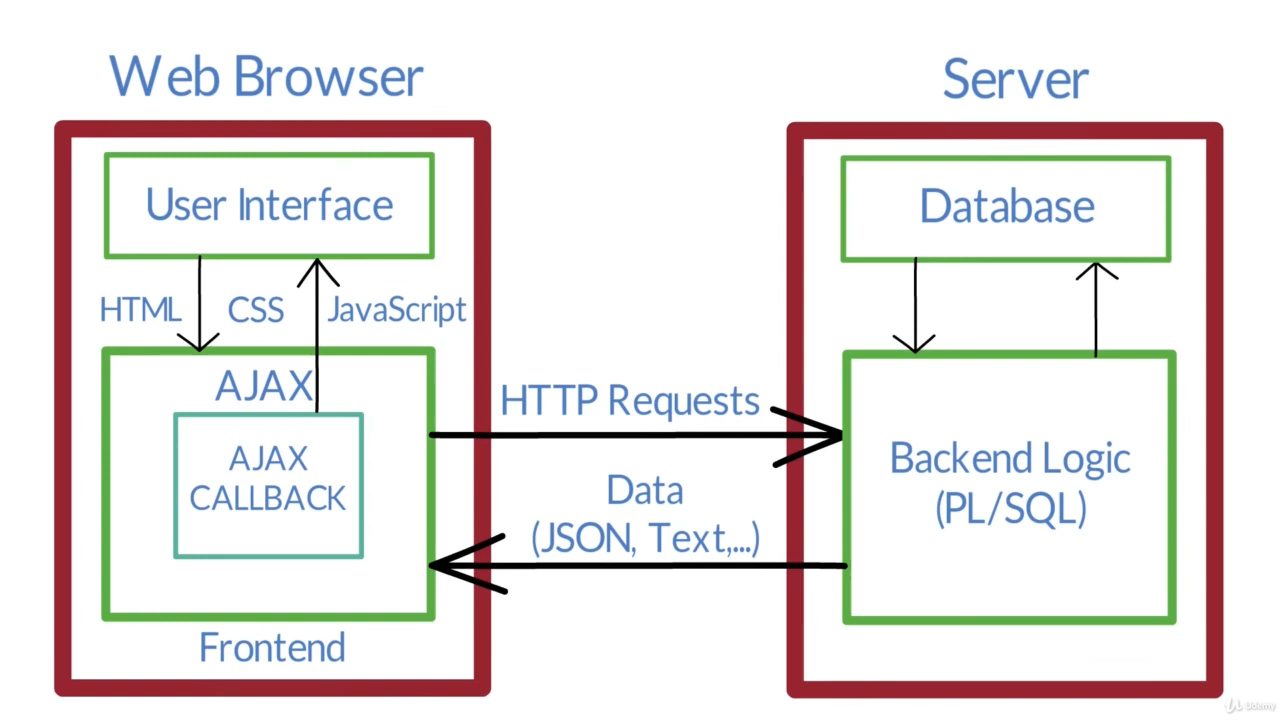 Web Browser
Server
User Interface
Database
HTML CSS JavaScript
AJAX
AJAX
CALLBACK
HTTP Requests
Data
(JSON, Text,...)
Backend Logic
(PL/SQL)
Frontend
Udemy